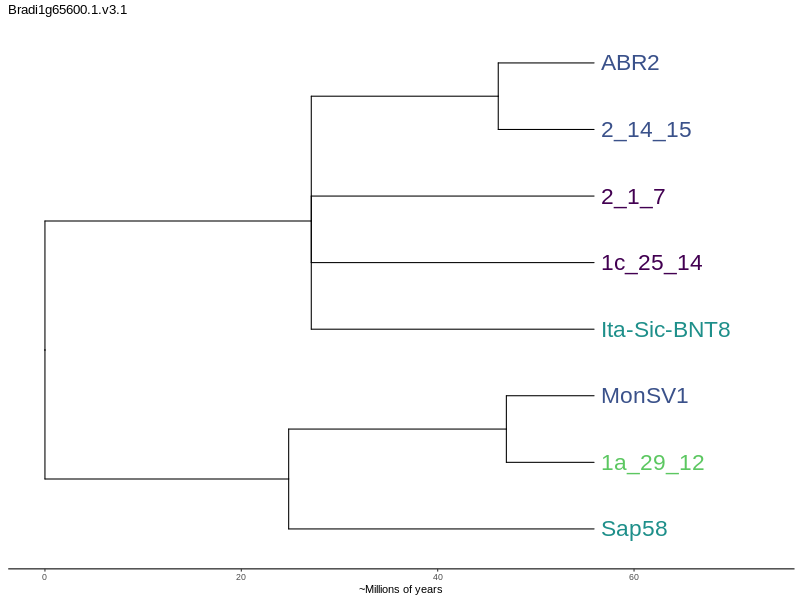 Bradi1g65600.1.v3.1
ABR2
2_14_15
2_1_7
1c_25_14
Ita-Sic-BNT8
MonSV1
1a_29_12
Sap58
0 20 40 60
~Millions of years